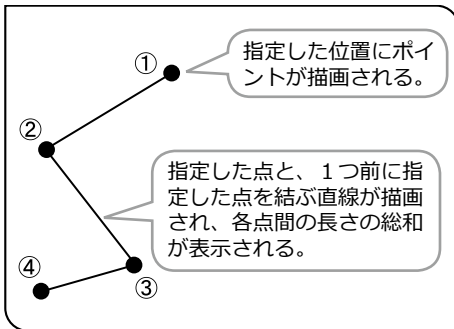 ①
指定した位置にポイ
ントが描画される。
②
指定した点と、1つ前に
指定した点を結ぶ直線が描画
され、各点間の長さの総和
が表示される。
④
③